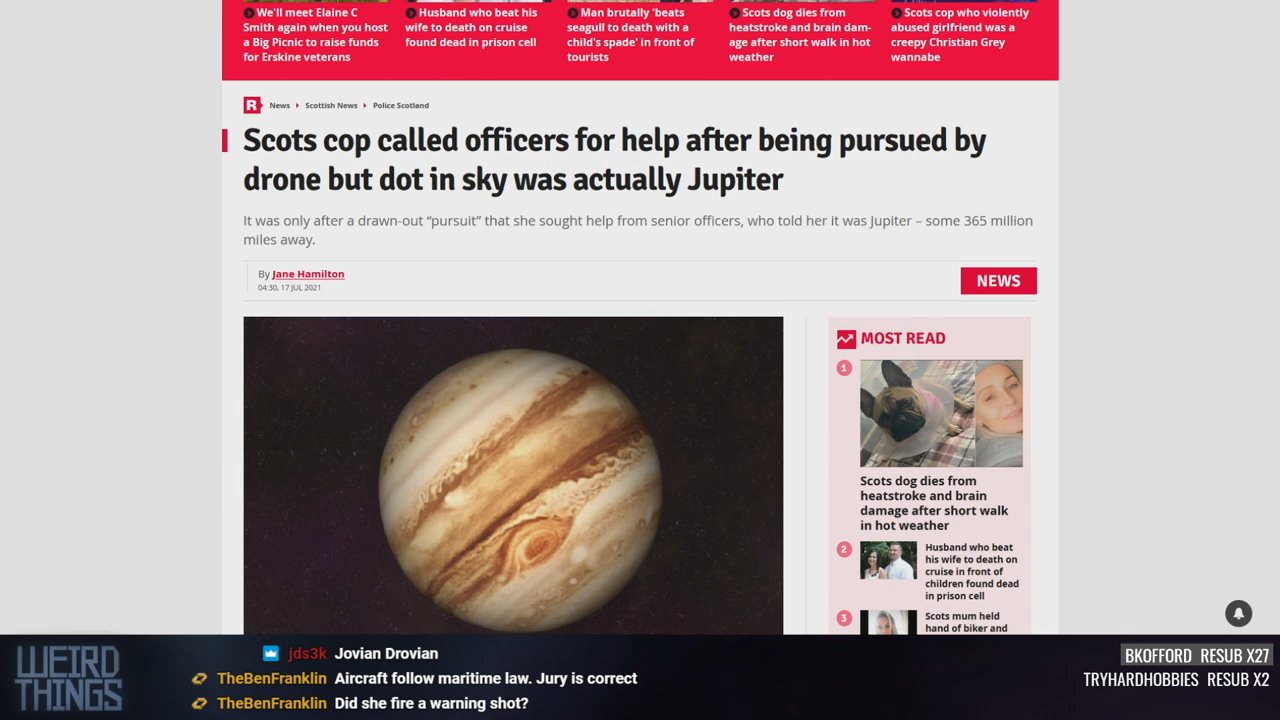 We'll meet Elaine C
Smith again when you host
a Big Picnic to raise funds
for Erskine veterans
Husband who beat his
wife to death on cruise
found dead in prison cell
Man brutally 'beats
seagull to death with a
child's spade' in front of
tourists
Scots dog dies from
heatstroke and brain dam-
age after short walk in hot
weather
Scots cop who violently
abused girlfriend was a
creepy Christian Grey
wannabe
R News Scottish News Police Scotland
Scots cop called officers for help after being pursued by
drone but dot in sky was actually Jupiter
It was only after a drawn-out “pursuit” that she sought help from senior officers, who told her it was Jupiter – some 365 million
miles away.
By Jane Hamilton
04:30, 17 JUL 2021
NEWS
MOST READ
1
Scots dog dies from
heatstroke and brain
damage after short walk
in hot weather
2
Husband who beat
his wife to death on
cruise in front of
children found dead
in prison cell
3
Scots mum held
hand of biker and
WEIRD
THINGS
jds3k Jovian Drovian
TheBenFranklin Aircraft follow maritime law. Jury is correct
TheBenFranklin Did she fire a warning shot?
BKOFFORD RESUB X27
TRYHARDHOBBIES RESUB X2